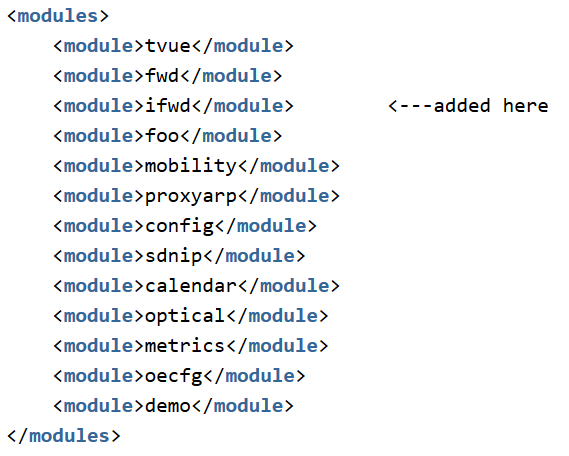 <modules>
    <module>tvue</module>
    <module>fwd</module>
    <module>ifwd</module>        <---added here
    <module>foo</module>
    <module>mobility</module>
    <module>proxyarp</module>
    <module>config</module>
    <module>sdnip</module>
    <module>calendar</module>
    <module>optical</module>
    <module>metrics</module>
    <module>oecfg</module>
    <module>demo</module>
</modules>